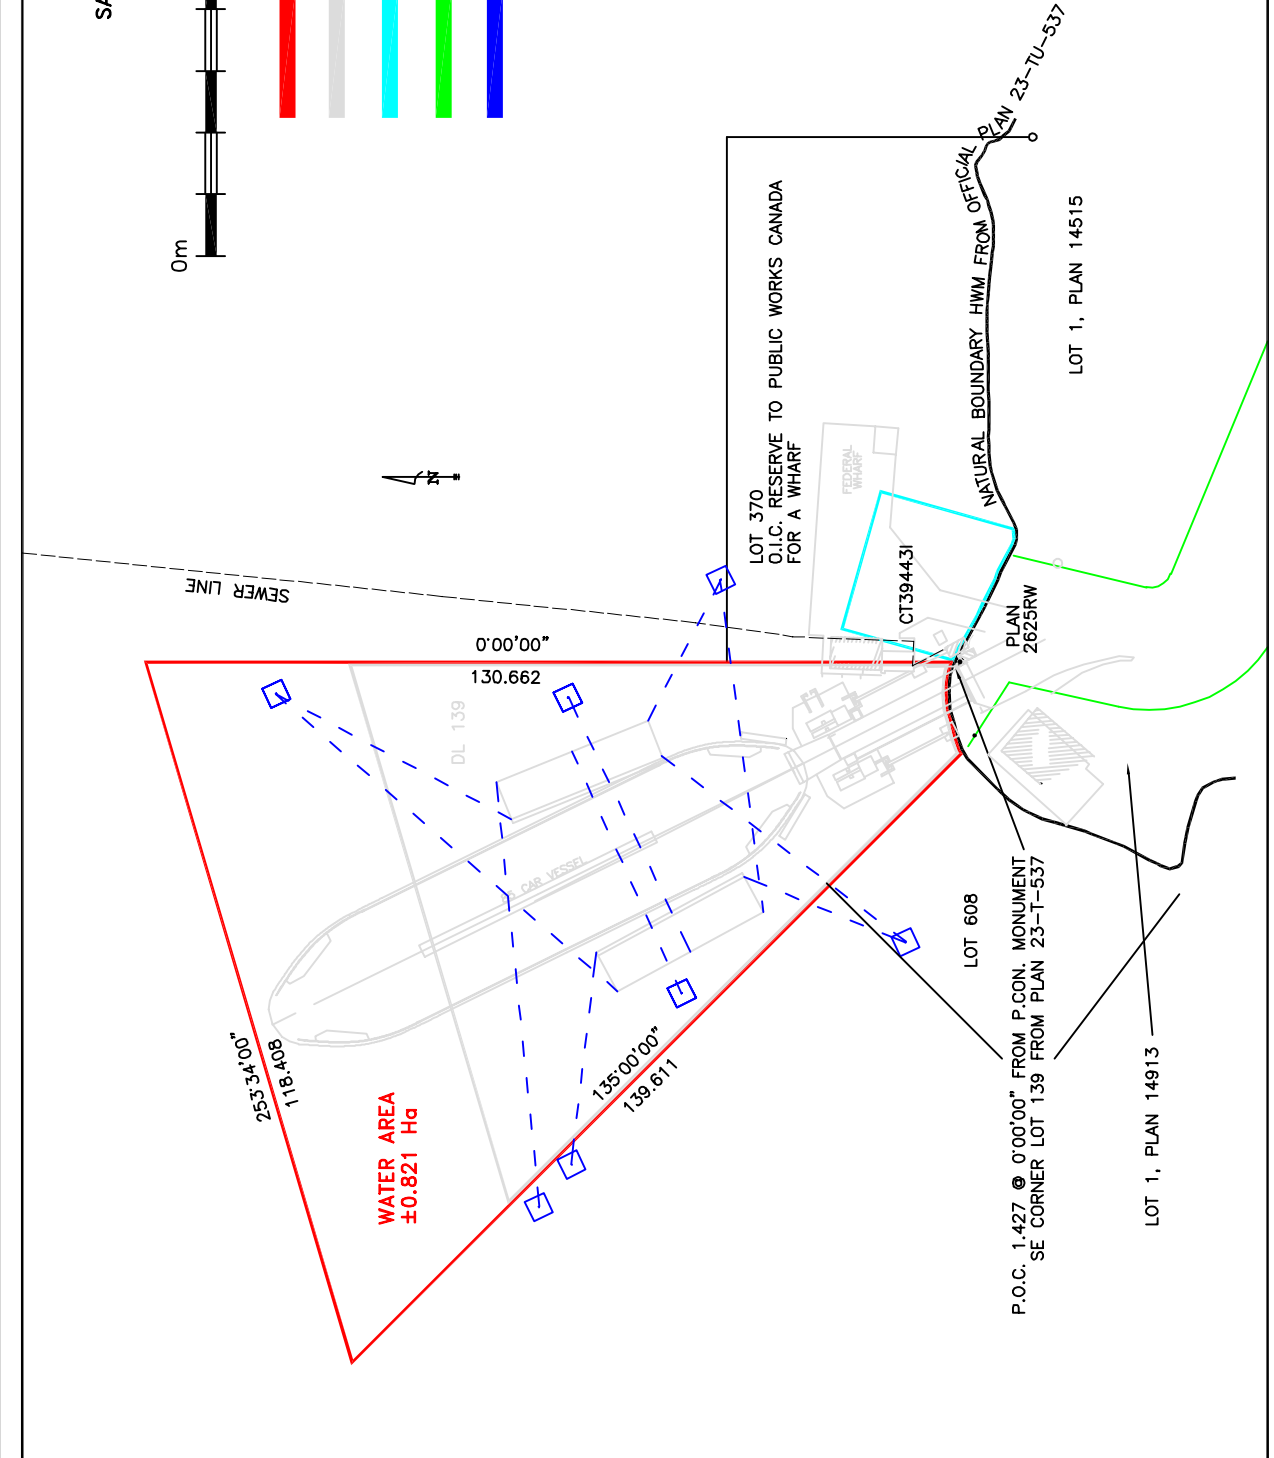 SA
0m
SEWER LINE
LOT 370
O.I.C. RESERVE TO PUBLIC WORKS CANADA
FOR A WHARF
NATURAL BOUNDARY HWM FROM OFFICIAL PLAN 23-TU-537
LOT 1, PLAN 14515
FEDERAL
WHARF
CT39443I
PLAN
2625RW
N
0°00'00"
130.662
DL 139
CAR VESSEL
253°34'00"
118.408
WATER AREA
±0.821 Ha
135°00'00"
139.611
LOT 608
P.O.C. 1.427 @ 0°00'00" FROM P.CON. MONUMENT
SE CORNER LOT 139 FROM PLAN 23-T-537
LOT 1, PLAN 14913